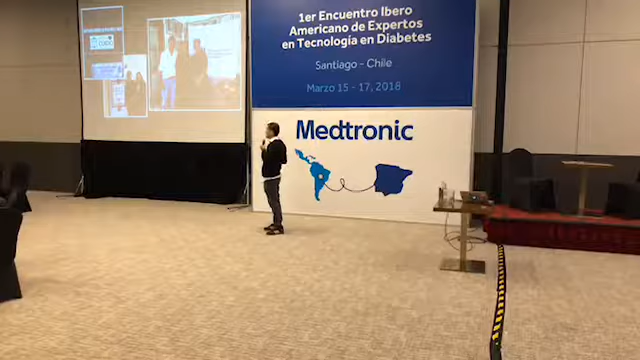 1er Encuentro Ibero
Americano de Expertos
en Tecnología en Diabetes
Santiago - Chile
Marzo 15 - 17, 2018
Medtronic